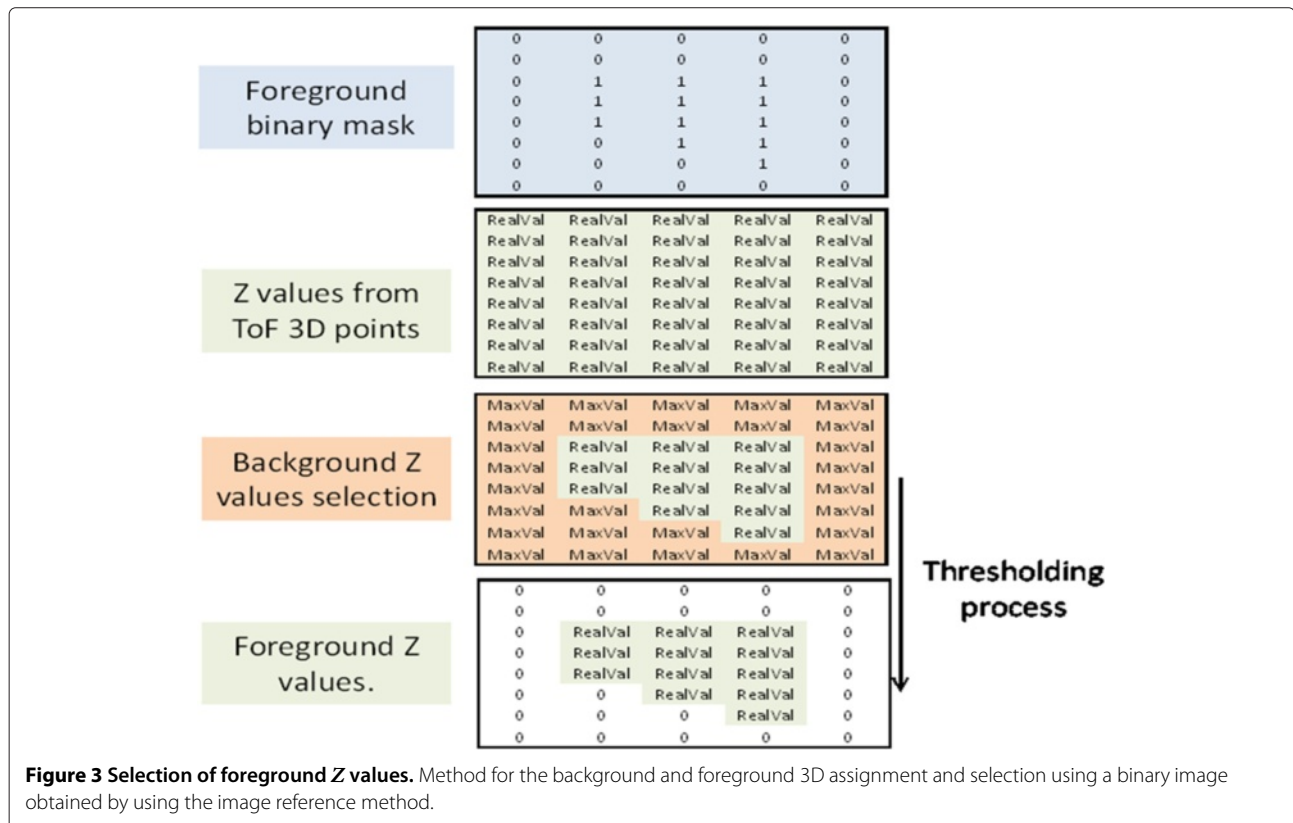 Foreground
binary mask
0 0 0 0 0
0 0 0 0 0
0 1 1 1 0
0 1 1 1 0
0 1 1 1 0
0 0 1 1 0
0 0 0 1 0
0 0 0 0 0
Z values from
ToF 3D points
RealVal RealVal RealVal RealVal RealVal
RealVal RealVal RealVal RealVal RealVal
RealVal RealVal RealVal RealVal RealVal
RealVal RealVal RealVal RealVal RealVal
RealVal RealVal RealVal RealVal RealVal
RealVal RealVal RealVal RealVal RealVal
RealVal RealVal RealVal RealVal RealVal
RealVal RealVal RealVal RealVal RealVal
Background Z
values selection
MaxVal MaxVal MaxVal MaxVal MaxVal
MaxVal MaxVal MaxVal MaxVal MaxVal
MaxVal RealVal RealVal RealVal MaxVal
MaxVal RealVal RealVal RealVal MaxVal
MaxVal RealVal RealVal RealVal MaxVal
MaxVal MaxVal RealVal RealVal MaxVal
MaxVal MaxVal MaxVal RealVal MaxVal
MaxVal MaxVal MaxVal MaxVal MaxVal
Thresholding
process
Foreground Z
values.
0 0 0 0 0
0 0 0 0 0
0 RealVal RealVal RealVal 0
0 RealVal RealVal RealVal 0
0 RealVal RealVal RealVal 0
0 0 RealVal RealVal 0
0 0 0 RealVal 0
0 0 0 0 0
Figure 3 Selection of foreground Z values. Method for the background and foreground 3D assignment and selection using a binary image
obtained by using the image reference method.